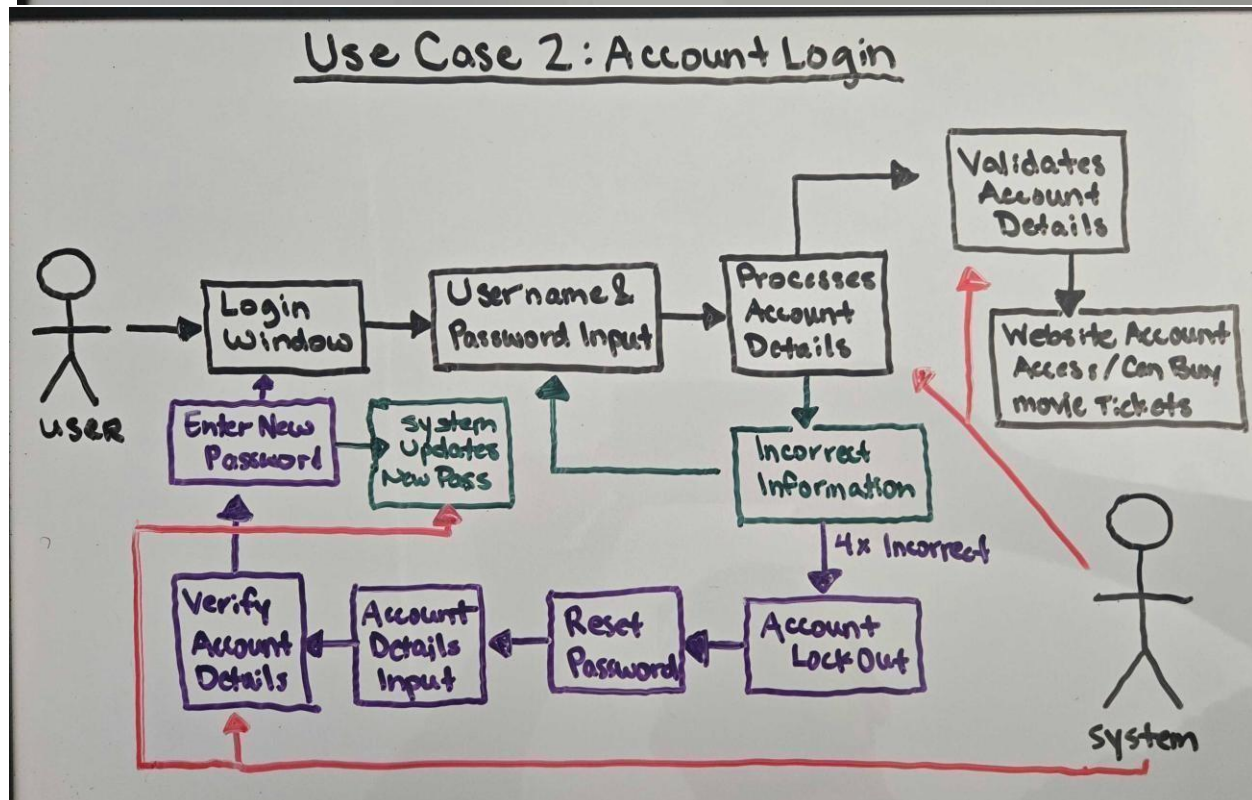 Use Case 2: Account Login
Validates
Account
Details
Login
Window
Username &
Password Input
Processes
Account
Details
Website Account
Access/Can Buy
movie Tickets
user
Enter New
Password
system
Updates
New Pass
Incorrect
Information
4x Incorrect
Verify
Account
Details
Account
Details
Input
Reset
Password
Account
Lock Out
system